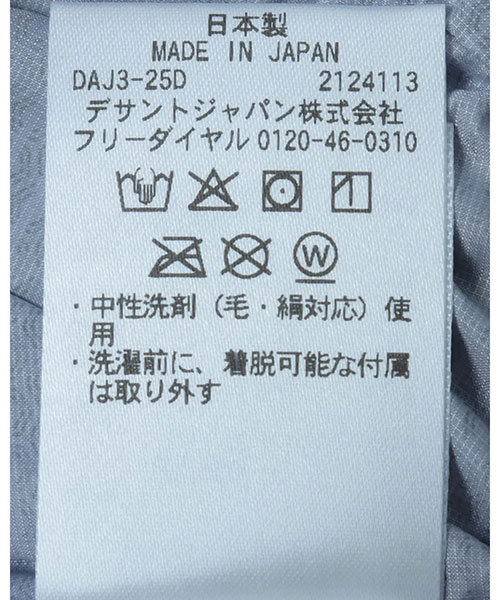 日本製
MADE IN JAPAN
DAJ3-25D 2124113
デサントジャパン株式会社
フリーダイヤル 0120-46-0310
W
・中性洗剤（毛・絹対応）使
用
・洗濯前に、着脱可能な付属
は取り外す